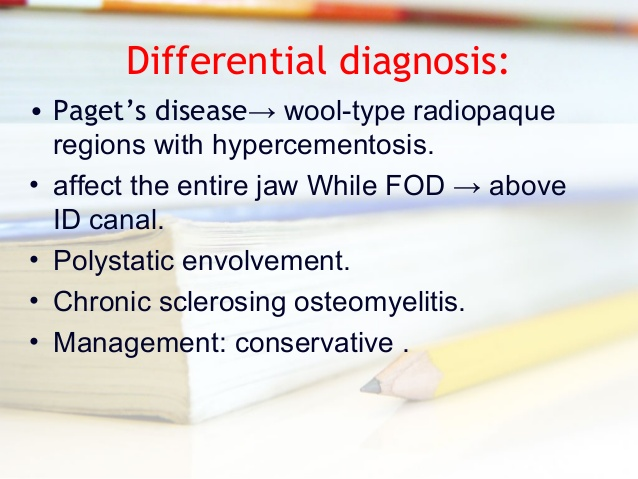 Differential diagnosis:
• Paget’s disease→ wool-type radiopaque
regions with hypercementosis.
• affect the entire jaw While FOD → above
ID canal.
• Polystatic envolvement.
• Chronic sclerosing osteomyelitis.
• Management: conservative .